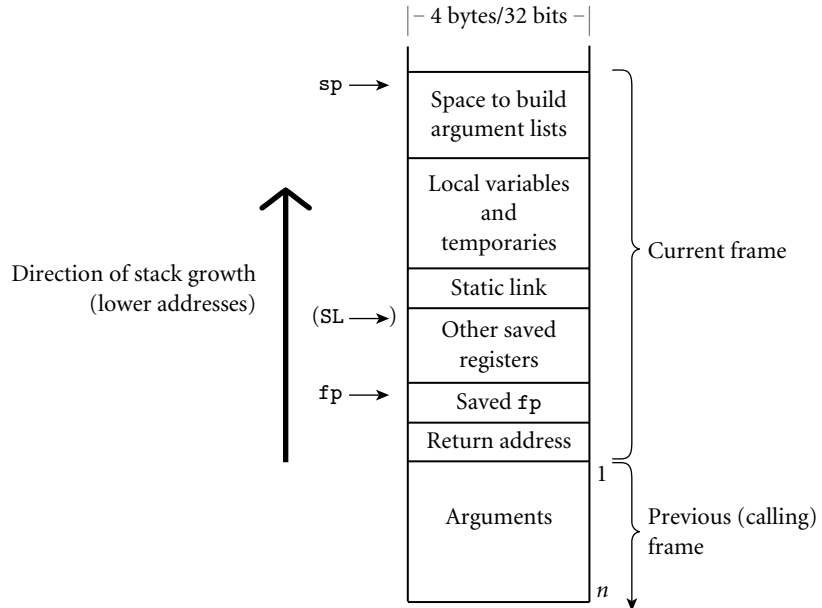 – 4 bytes/32 bits –
sp
Space to build
argument lists
Local variables
and
temporaries
Current frame
Direction of stack growth
(lower addresses)
Static link
(SL )
Other saved
registers
fp
Saved fp
Return address
1
Arguments
Previous (calling)
frame
n